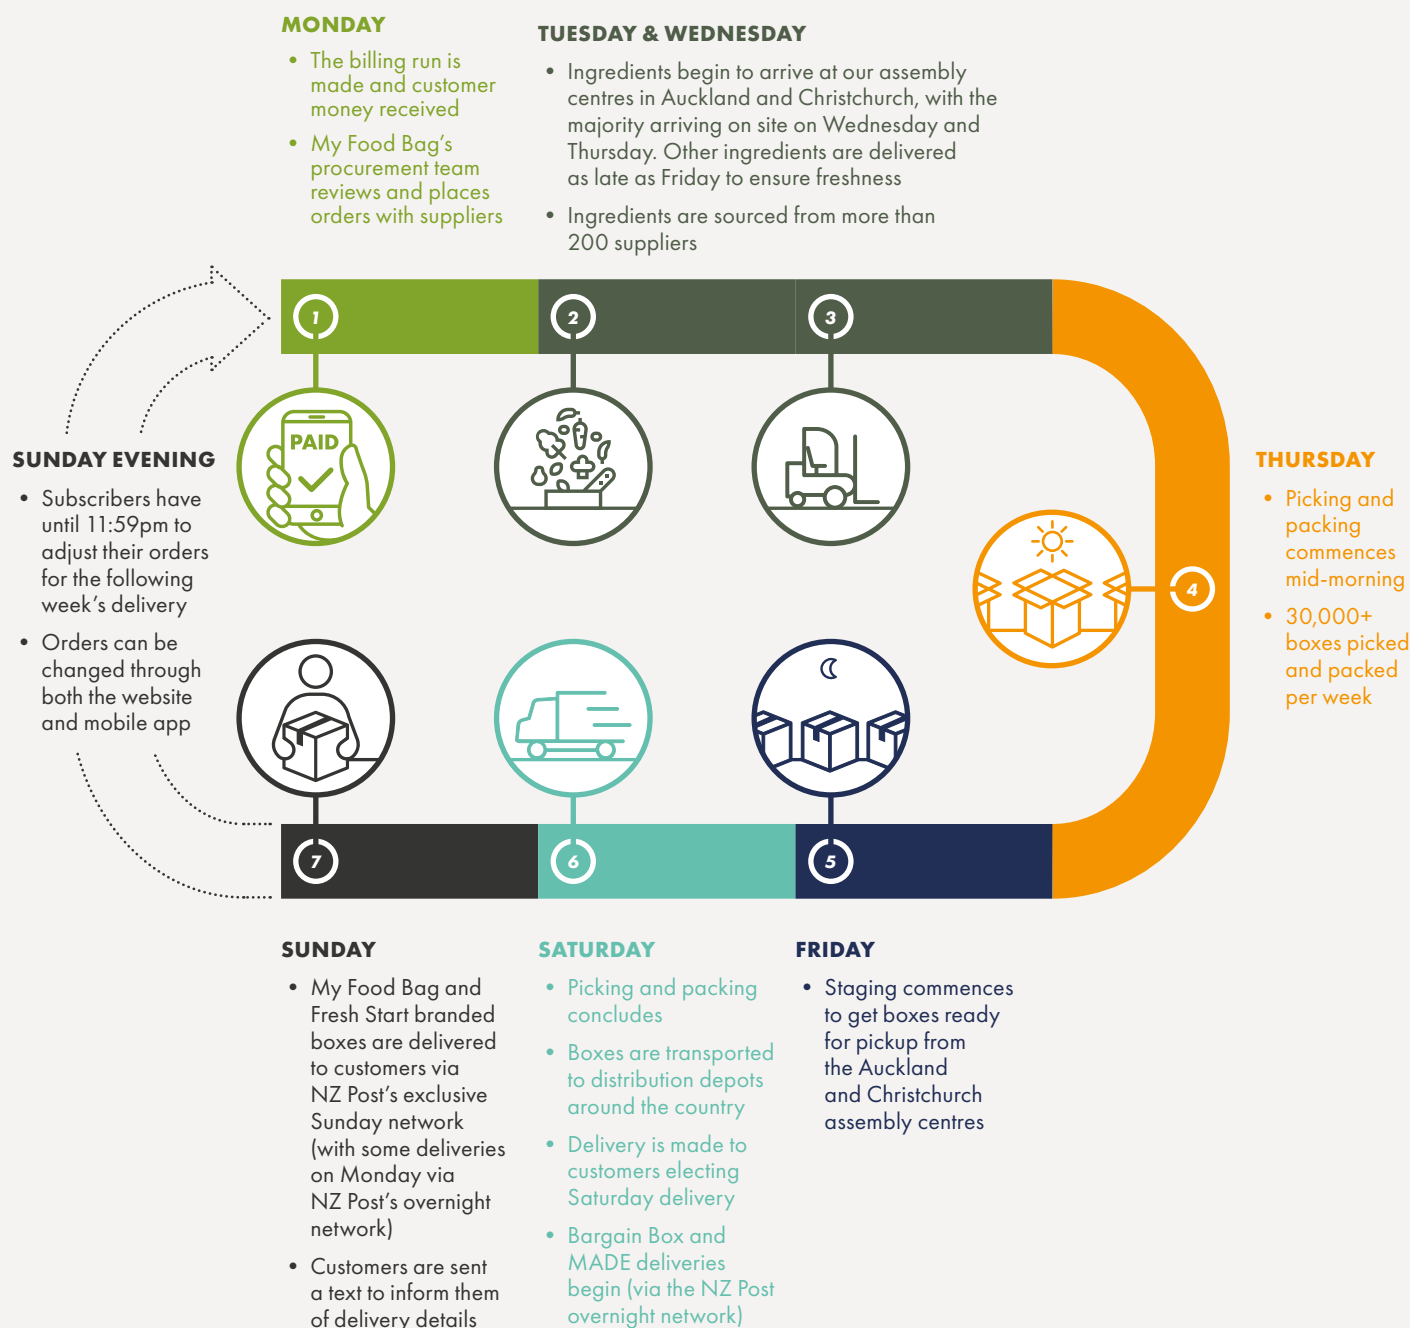 MONDAY
• The billing run is
made and customer
money received
• My Food Bag's
procurement team
reviews and places
orders with suppliers
TUESDAY & WEDNESDAY
• Ingredients begin to arrive at our assembly
centres in Auckland and Christchurch, with the
majority arriving on site on Wednesday and
Thursday. Other ingredients are delivered
as late as Friday to ensure freshness
• Ingredients are sourced from more than
200 suppliers
1
2
3
PAID
SUNDAY EVENING
• Subscribers have
until 11:59pm to
adjust their orders
for the following
week's delivery
• Orders can be
changed through
both the website
and mobile app
THURSDAY
• Picking and
packing
commences
mid-morning
• 30,000+
boxes picked
and packed
per week
4
7
6
5
SUNDAY
• My Food Bag and
Fresh Start branded
boxes are delivered
to customers via
NZ Post's exclusive
Sunday network
(with some deliveries
on Monday via
NZ Post's overnight
network)
• Customers are sent
a text to inform them
of delivery details
SATURDAY
• Picking and packing
concludes
• Boxes are transported
to distribution depots
around the country
• Delivery is made to
customers electing
Saturday delivery
• Bargain Box and
MADE deliveries
begin (via the NZ Post
overnight network)
FRIDAY
• Staging commences
to get boxes ready
for pickup from
the Auckland
and Christchurch
assembly centres